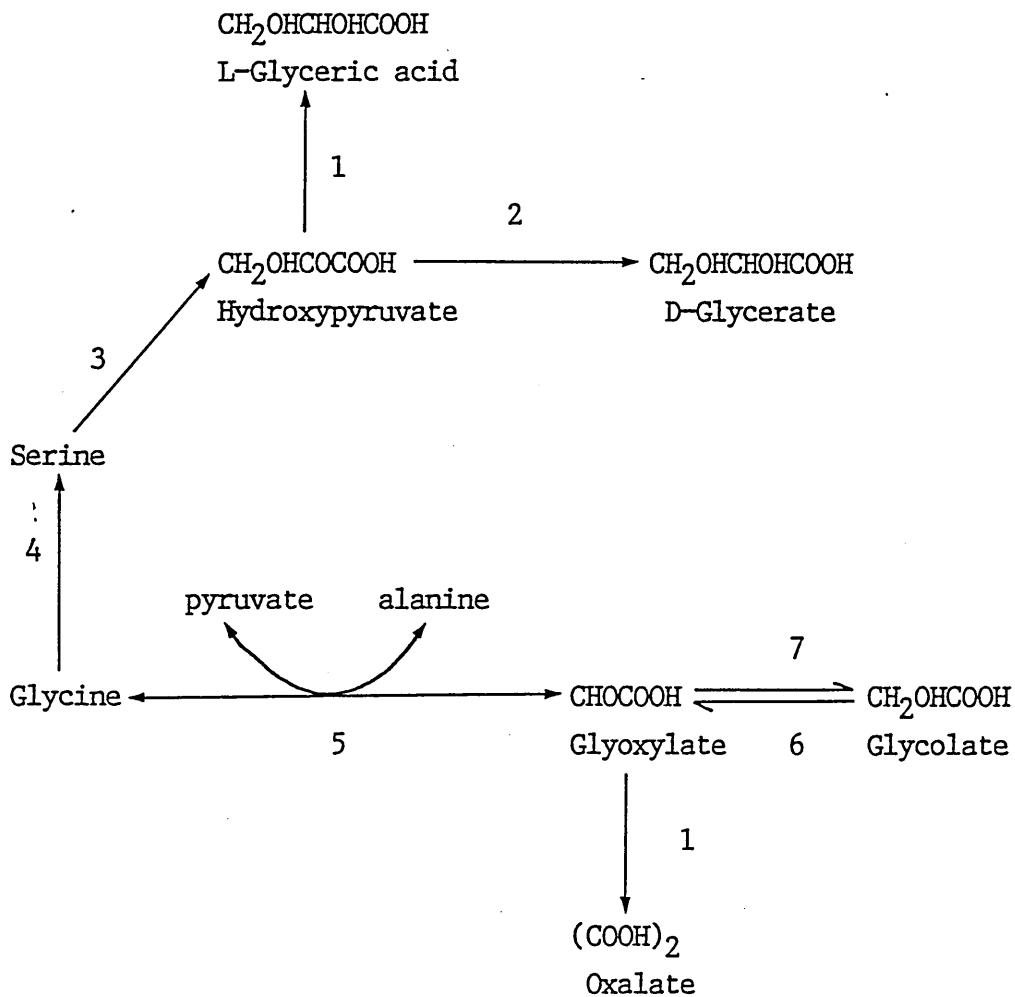 CH2OHCHOHCOOH
L-Glyceric acid
1
2
CH2OHCOCOOH
CH2OHCHOHCOOH
Hydroxypyruvate
D-Glycerate
3
Serine
4
pyruvate
alanine
7
Glycine
CHOCOOH
CH2OHCOOH
5
Glyoxylate
6
Glycolate
1
(COOH)2
Oxalate